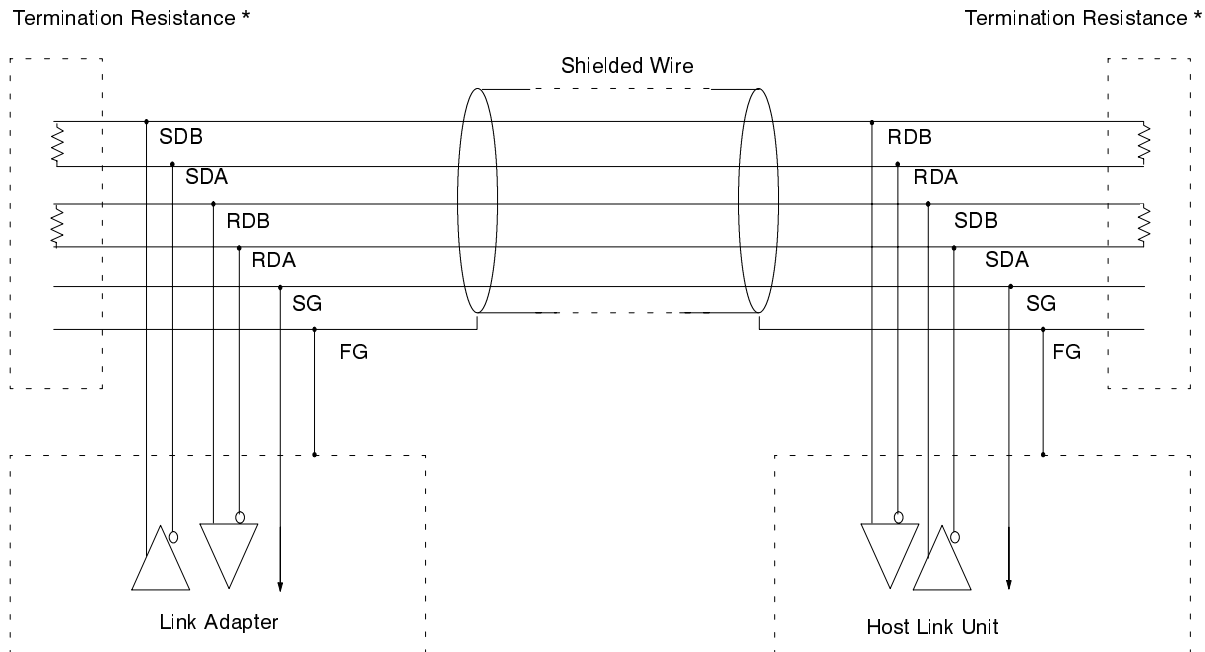 Termination Resistance *
Termination Resistance *
Shielded Wire
SDB
RDB
SDA
RDA
RDB
SDB
RDA
SDA
SG
SG
FG
FG
Link Adapter
Host Link Unit